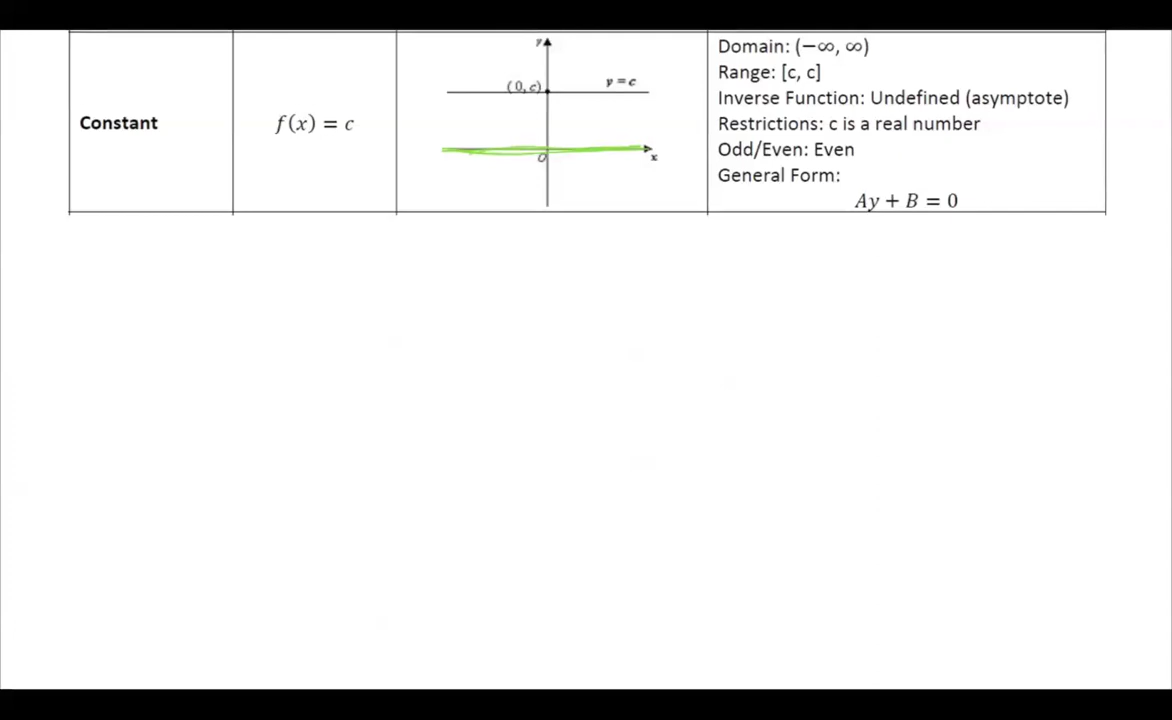 Constant
f(x) = c
y
(0, c)
y = c
O
x
Domain: (−∞, ∞)
Range: [c, c]
Inverse Function: Undefined (asymptote)
Restrictions: c is a real number
Odd/Even: Even
General Form:
Ay + B = 0